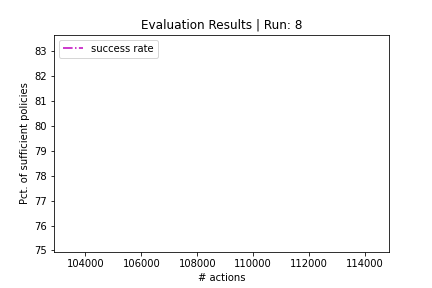 Evaluation Results | Run: 8
success rate
Pct. of sufficient policies
83
82
81
80
79
78
77
76
75
104000 106000 108000 110000 112000 114000
# actions